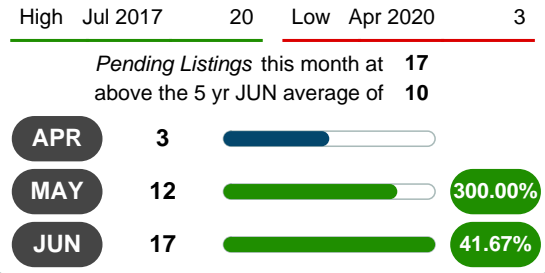 High Jul 2017 20 Low Apr 2020 3
Pending Listings this month at 17
above the 5 yr JUN average of 10
APR 3
MAY 12 300.00%
JUN 17 41.67%